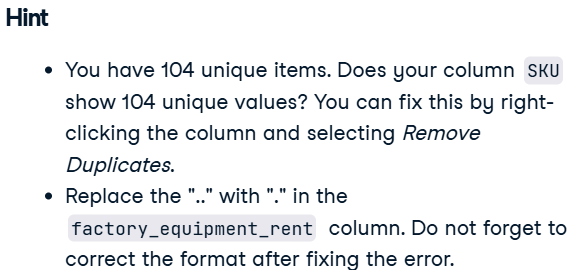 Hint
• You have 104 unique items. Does your column SKU
show 104 unique values? You can fix this by right-
clicking the column and selecting Remove
Duplicates.
• Replace the ".." with "." in the
factory_equipment_rent column. Do not forget to
correct the format after fixing the error.